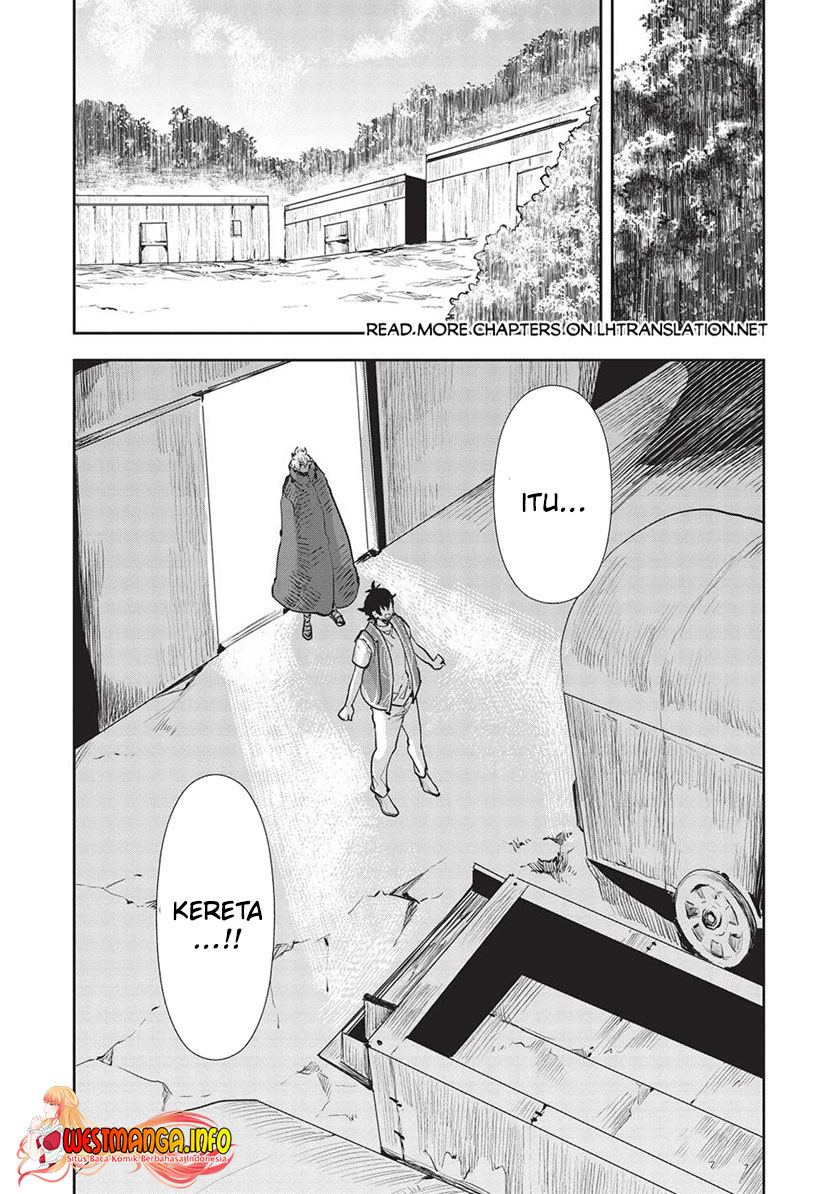 READ MORE CHAPTERS ON LHTRANSLATION.NET
ITU...
KERETA
...!!
WESTMANGA.INFO
Situs Baca Komik Berbahasa Indonesia